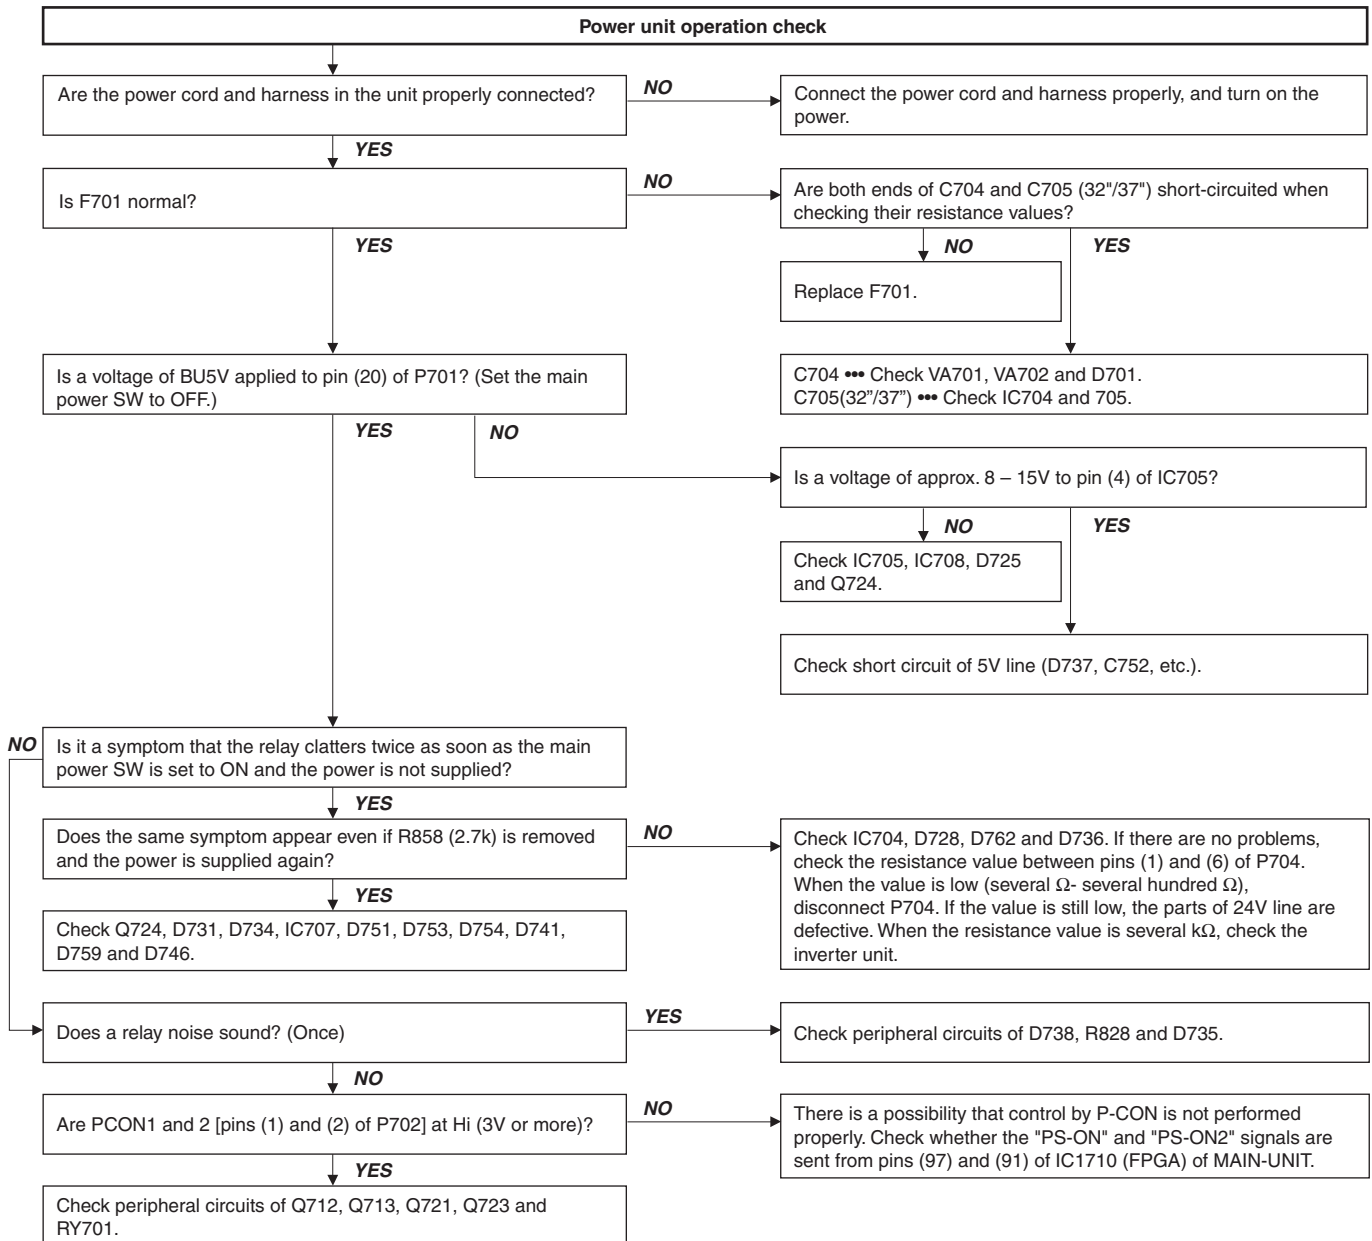 Power unit operation check
Are the power cord and harness in the unit properly connected?
NO
Connect the power cord and harness properly, and turn on the
power.
YES
Is F701 normal?
NO
Are both ends of C704 and C705 (32"/37") short-circuited when
checking their resistance values?
YES
NO
YES
Replace F701.
Is a voltage of BU5V applied to pin (20) of P701? (Set the main
power SW to OFF.)
C704 ••• Check VA701, VA702 and D701.
C705(32”/37”) ••• Check IC704 and 705.
YES
NO
Is a voltage of approx. 8 – 15V to pin (4) of IC705?
NO
YES
Check IC705, IC708, D725
and Q724.
Check short circuit of 5V line (D737, C752, etc.).
NO
Is it a symptom that the relay clatters twice as soon as the main
power SW is set to ON and the power is not supplied?
YES
Does the same symptom appear even if R858 (2.7k) is removed
and the power is supplied again?
NO
Check IC704, D728, D762 and D736. If there are no problems,
check the resistance value between pins (1) and (6) of P704.
When the value is low (several Ω- several hundred Ω),
disconnect P704. If the value is still low, the parts of 24V line are
defective. When the resistance value is several kΩ, check the
inverter unit.
YES
Check Q724, D731, D734, IC707, D751, D753, D754, D741,
D759 and D746.
Does a relay noise sound? (Once)
YES
Check peripheral circuits of D738, R828 and D735.
NO
Are PCON1 and 2 [pins (1) and (2) of P702] at Hi (3V or more)?
NO
There is a possibility that control by P-CON is not performed
properly. Check whether the "PS-ON" and "PS-ON2" signals are
sent from pins (97) and (91) of IC1710 (FPGA) of MAIN-UNIT.
YES
Check peripheral circuits of Q712, Q713, Q721, Q723 and
RY701.